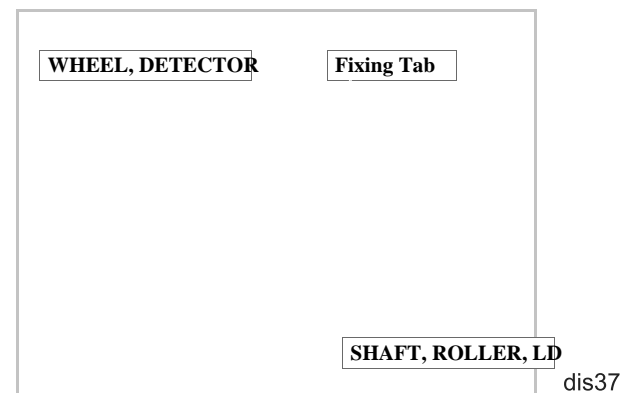 WHEEL, DETECTOR
Fixing Tab
SHAFT, ROLLER, LD
dis37